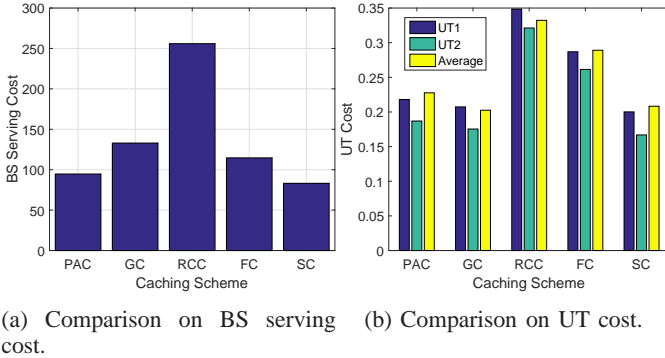 300
250
200
150
100
50
0
BS Serving Cost
PAC GC RCC FC SC
Caching Scheme
(a) Comparison on BS serving
cost.
0.35
0.3
0.25
0.2
0.15
0.1
0.05
0
UT Cost
UT1
UT2
Average
PAC GC RCC FC SC
Caching Scheme
(b) Comparison on UT cost.